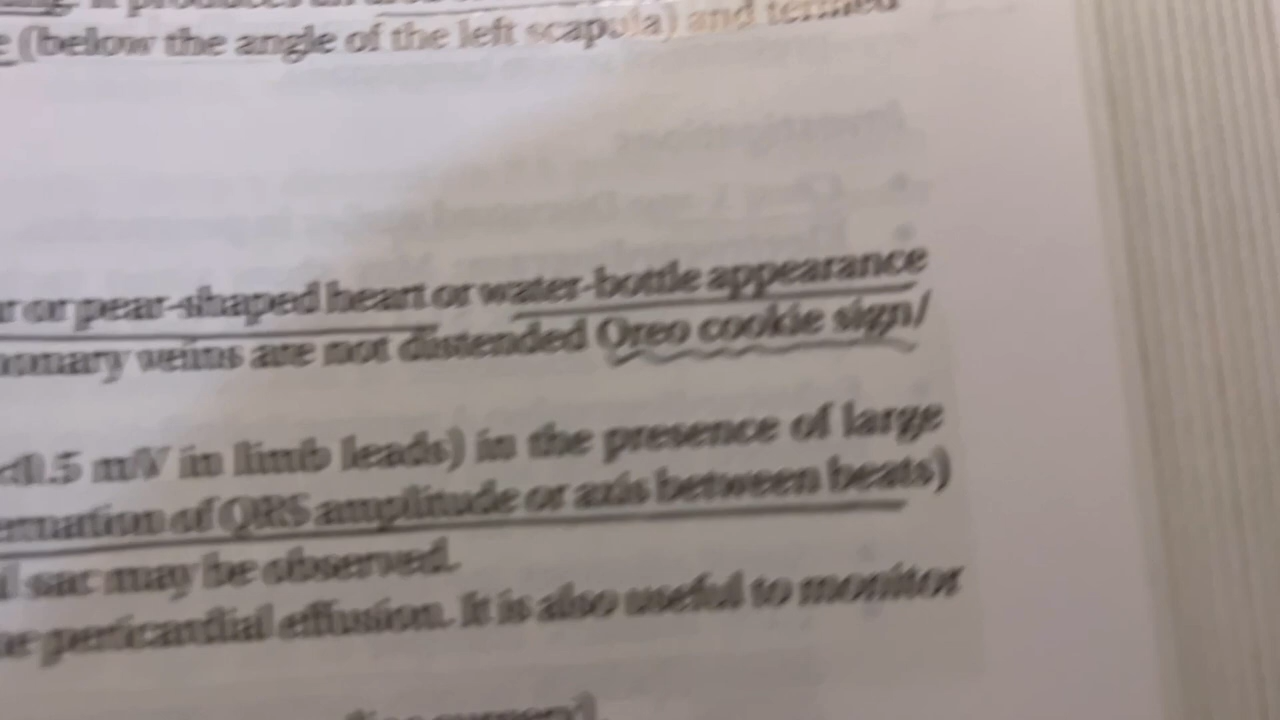 (below the angle of the left scapula) and termed
or pear-shaped heart or water-bottle appearance
veins are not distended Oreo cookie sign/
<0.5 mV in limb leads) in the presence of large
of QRS amplitude or axis between beats)
sac may be observed.
pericardial effusion. It is also useful to monitor